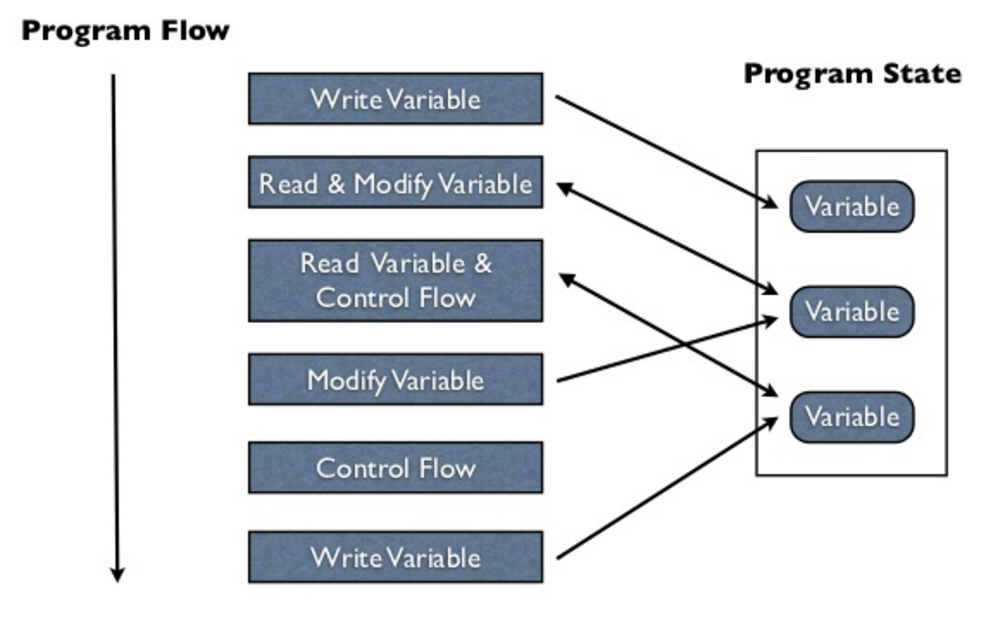 Program Flow
Program State
Write Variable
Read & Modify Variable
Read Variable &
Control Flow
Modify Variable
Control Flow
Write Variable
Variable
Variable
Variable